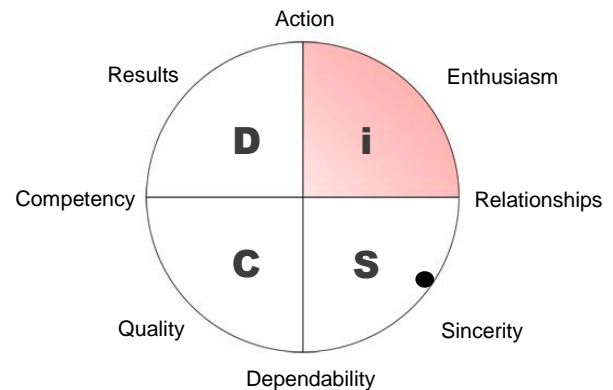 Action
Results
Enthusiasm
D
i
Competency
Relationships
C
S
Quality
Sincerity
Dependability